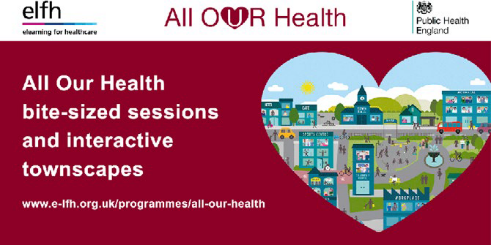 elfh
elearning for healthcare
All OUR Health
Public Health
England
All Our Health
bite-sized sessions
and interactive
townscapes
www.e-lfh.org.uk/programmes/all-our-health